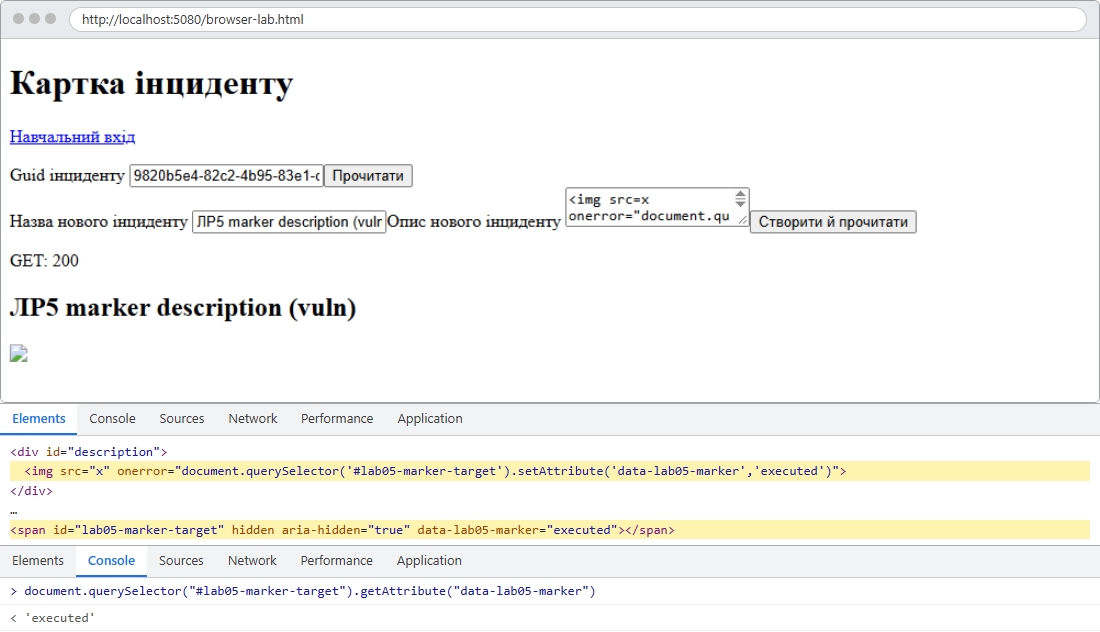 http://localhost:5080/browser-lab.html
Картка інциденту
Навчальний вхід
Guid інциденту 9820b5e4-82c2-4b95-83e1- Прочитати
<img src=x
Назва нового інциденту ЛР5 marker description (vuln Опис нового інциденту onerror="document.qu Створити й прочитати
GET: 200
ЛР5 marker description (vuln)
Elements Console Sources Network Performance Application
<div id="description">
<img src="x" onerror="document.querySelector('#lab05-marker-target').setAttribute('data-lab05-marker','executed')">
</div>
…
<span id="lab05-marker-target" hidden aria-hidden="true" data-lab05-marker="executed"></span>
Elements Console Sources Network Performance Application
> document.querySelector("#lab05-marker-target").getAttribute("data-lab05-marker")
< 'executed'